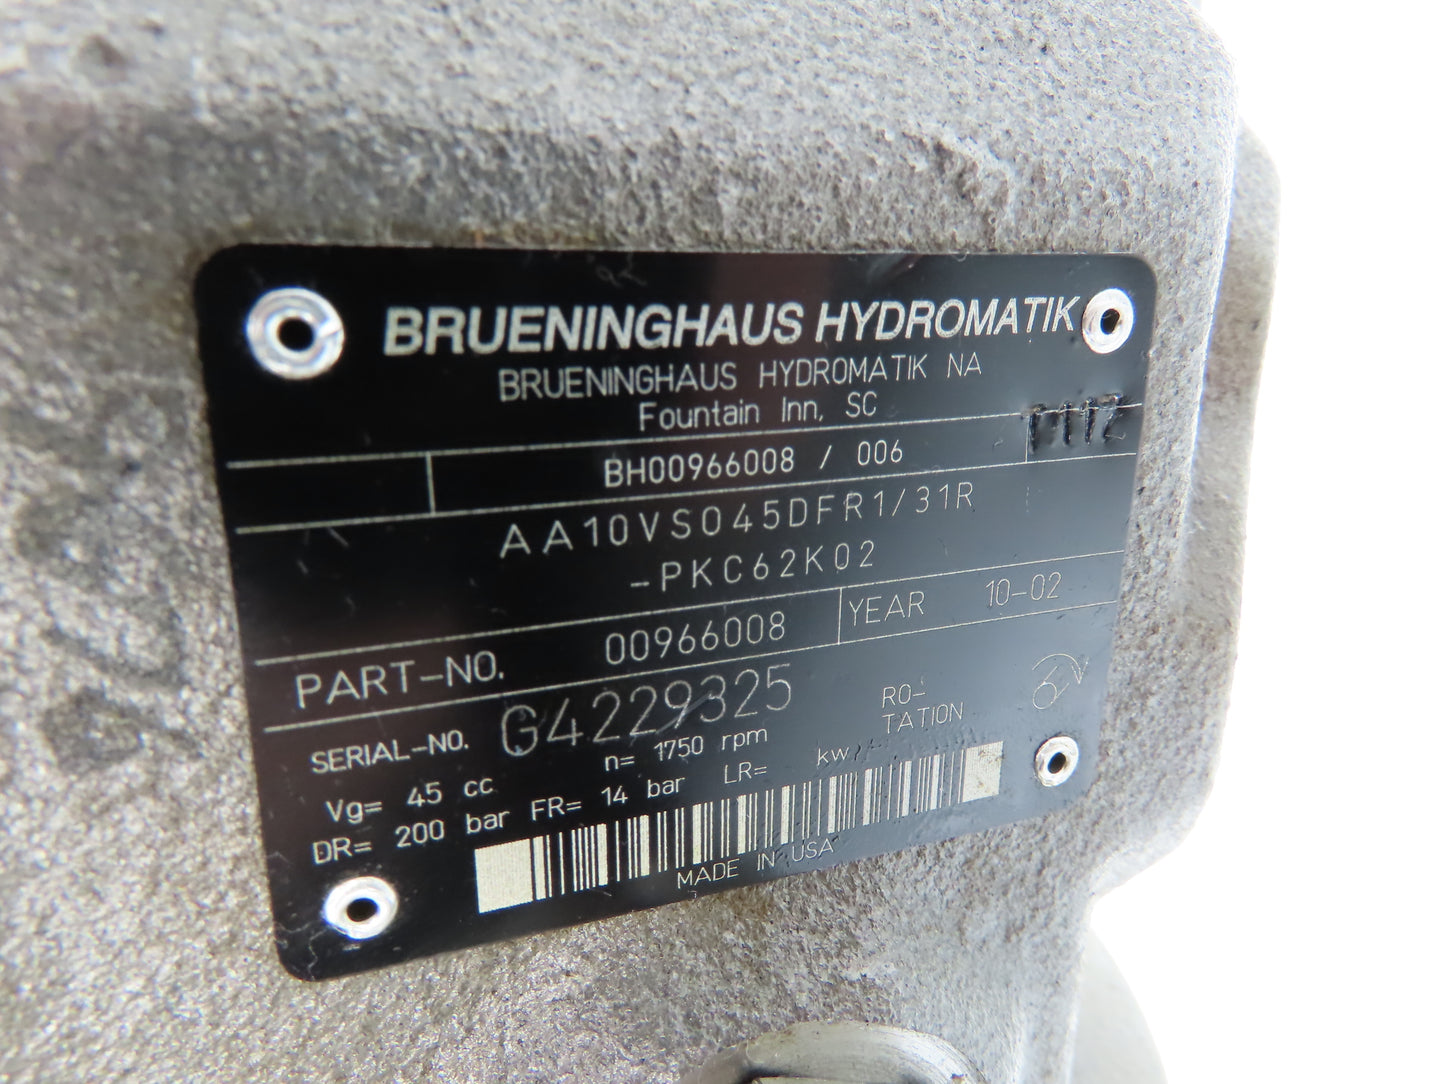 BRUENINGHAUS HYDROMATIK
BRUENINGHAUS HYDROMATIK NA
Fountain Inn, SC
BH00966008 / 006
AA10VSO45DFR1/31R
-PKC62K02
PART-NO. 00966008 YEAR 10-02
SERIAL-NO. G4229325 RO-
TATION
Vg= 45 cc n= 1750 rpm
DR= 200 bar FR= 14 bar LR= kw
MADE IN USA